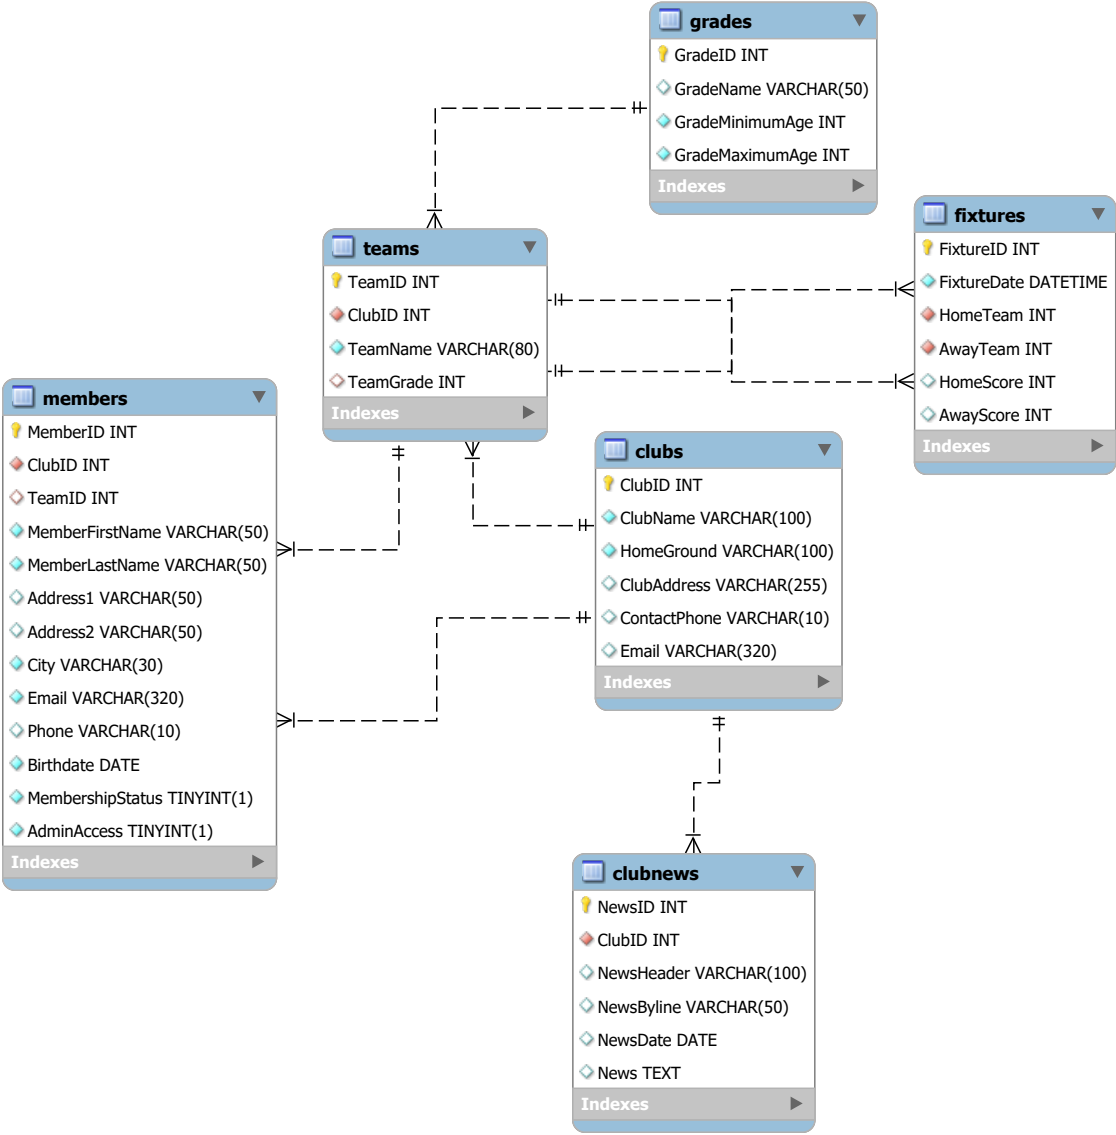 grades
GradeID INT
GradeName VARCHAR(50)
GradeMinimumAge INT
GradeMaximumAge INT
Indexes
fixtures
FixtureID INT
FixtureDate DATETIME
HomeTeam INT
AwayTeam INT
HomeScore INT
AwayScore INT
Indexes
teams
TeamID INT
ClubID INT
TeamName VARCHAR(80)
TeamGrade INT
Indexes
members
MemberID INT
ClubID INT
TeamID INT
MemberFirstName VARCHAR(50)
MemberLastName VARCHAR(50)
Address1 VARCHAR(50)
Address2 VARCHAR(50)
City VARCHAR(30)
Email VARCHAR(320)
Phone VARCHAR(10)
Birthdate DATE
MembershipStatus TINYINT(1)
AdminAccess TINYINT(1)
Indexes
clubs
ClubID INT
ClubName VARCHAR(100)
HomeGround VARCHAR(100)
ClubAddress VARCHAR(255)
ContactPhone VARCHAR(10)
Email VARCHAR(320)
Indexes
clubnews
NewsID INT
ClubID INT
NewsHeader VARCHAR(100)
NewsByline VARCHAR(50)
NewsDate DATE
News TEXT
Indexes